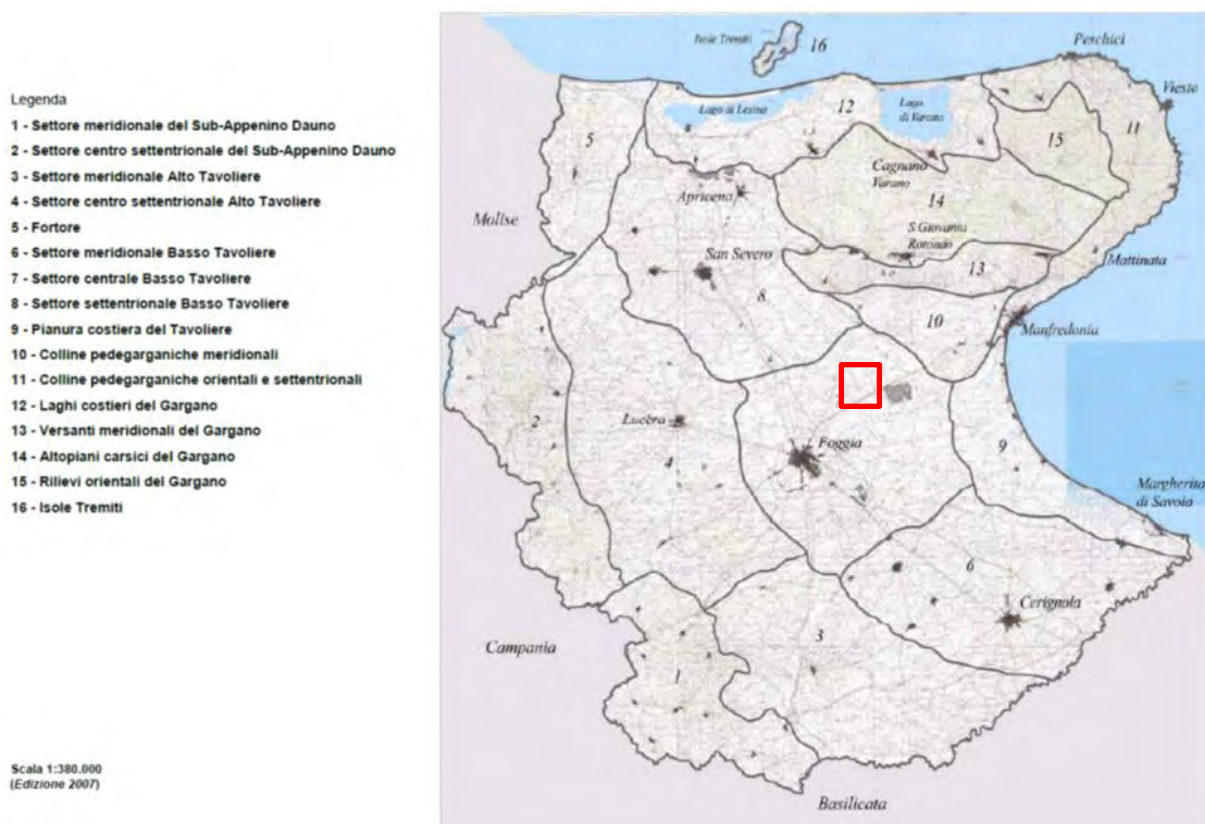 Legenda
1 - Settore meridionale del Sub-Appenino Dauno
2 - Settore centro settentrionale del Sub-Appenino Dauno
3 - Settore meridionale Alto Tavoliere
4 - Settore centro settentrionale Alto Tavoliere
5 - Fortore
6 - Settore meridionale Basso Tavoliere
7 - Settore centrale Basso Tavoliere
8 - Settore settentrionale Basso Tavoliere
9 - Pianura costiera del Tavoliere
10 - Colline pedegarganiche meridionali
11 - Colline pedegarganiche orientali e settentrionali
12 - Laghi costieri del Gargano
13 - Versanti meridionali del Gargano
14 - Altopiani carsici del Gargano
15 - Rilievi orientali del Gargano
16 - Isole Tremiti
Scala 1:380.000
(Edizione 2007)
Isole Tremiti
16
Peschici
Vieste
Lago di Lesina
12
Lago
di Varano
5
15
11
Cagnano
Varano
Apricena
14
Molise
S Giovanni
Rotondo
San Severo
13
Mattinata
8
10
Manfredonia
2
Lucera
Foggia
4
9
Margherita
di Savoia
6
Cerignola
3
Campania
1
Basilicata